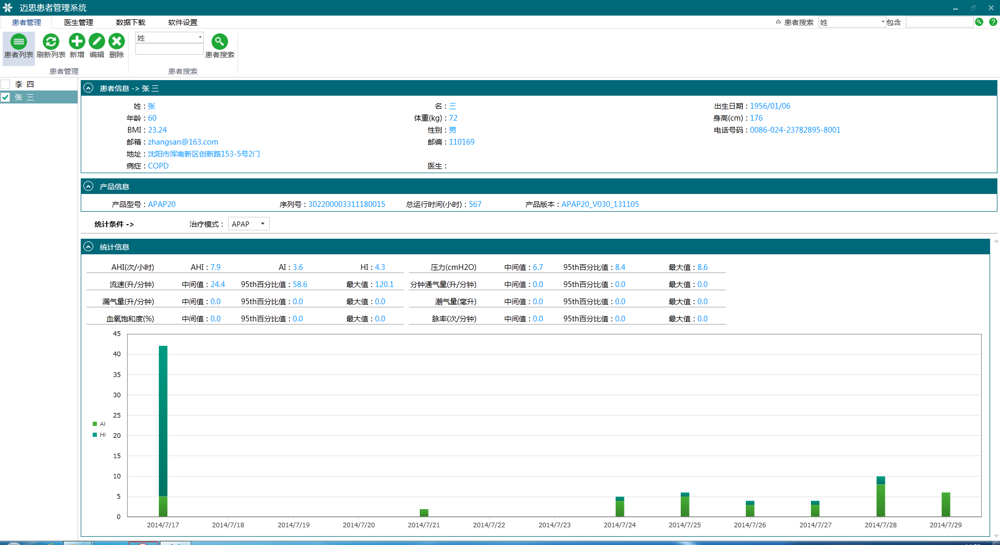 迈思患者管理系统
患者管理 医生管理 数据下载 软件设置 患者搜索 姓 包含
患者列表 刷新列表 新增 编辑 删除 姓 患者搜索
患者管理 患者搜索
李 四
张 三
患者信息 -> 张 三
姓：张 名：三 出生日期：1956/01/06
年龄：60 体重(kg)：72 身高(cm)：176
BMI：23.24 性别：男 电话号码：0086-024-23782895-8001
邮箱：zhangsan@163.com 邮编：110169
地址：沈阳市浑南新区创新路153-5号2门
病症：COPD 医生：
产品信息
产品型号：APAP20 序列号：302200003311180015 总运行时间(小时)：567 产品版本：APAP20_V030_131105
统计条件 -> 治疗模式： APAP
统计信息
AHI(次/小时) AHI：7.9 AI：3.6 HI：4.3 压力(cmH2O) 中间值：6.7 95th百分比值：8.4 最大值：8.6
流速(升/分钟) 中间值：24.4 95th百分比值：58.6 最大值：120.1 分钟通气量(升/分钟) 中间值：0.0 95th百分比值：0.0 最大值：0.0
漏气量(升/分钟) 中间值：0.0 95th百分比值：0.0 最大值：0.0 潮气量(毫升) 中间值：0.0 95th百分比值：0.0 最大值：0.0
血氧饱和度(%) 中间值：0.0 95th百分比值：0.0 最大值：0.0 脉率(次/分钟) 中间值：0.0 95th百分比值：0.0 最大值：0.0
45
40
35
30
25
AI
HI 20
15
10
5
0
2014/7/17 2014/7/18 2014/7/19 2014/7/20 2014/7/21 2014/7/22 2014/7/23 2014/7/24 2014/7/25 2014/7/26 2014/7/27 2014/7/28 2014/7/29